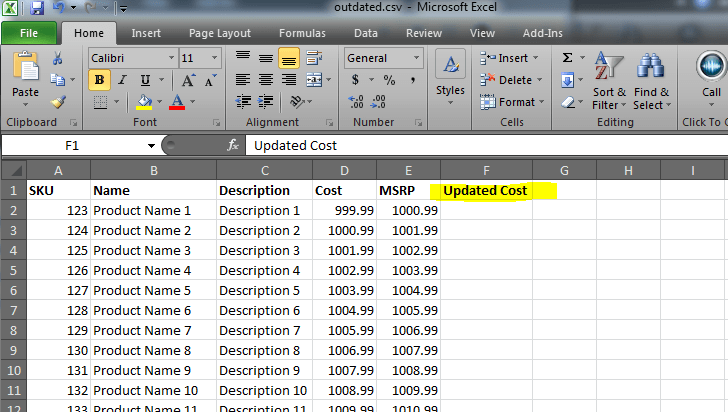 outdated.csv - Microsoft Excel
File Home Insert Page Layout Formulas Data Review View Add-Ins
Calibri 11 General Insert Σ
Paste B I U $ % , Styles Delete Sort & Filter Find & Select Call
A Format
Clipboard Font Alignment Number Cells Editing Click To C
F1 fx Updated Cost
A B C D E F G H I
1 SKU Name Description Cost MSRP Updated Cost
2 123 Product Name 1 Description 1 999.99 1000.99
3 124 Product Name 2 Description 2 1000.99 1001.99
4 125 Product Name 3 Description 3 1001.99 1002.99
5 126 Product Name 4 Description 4 1002.99 1003.99
6 127 Product Name 5 Description 5 1003.99 1004.99
7 128 Product Name 6 Description 6 1004.99 1005.99
8 129 Product Name 7 Description 7 1005.99 1006.99
9 130 Product Name 8 Description 8 1006.99 1007.99
10 131 Product Name 9 Description 9 1007.99 1008.99
11 132 Product Name 10 Description 10 1008.99 1009.99
12 133 Product Name 11 Description 11 1009.99 1010.99